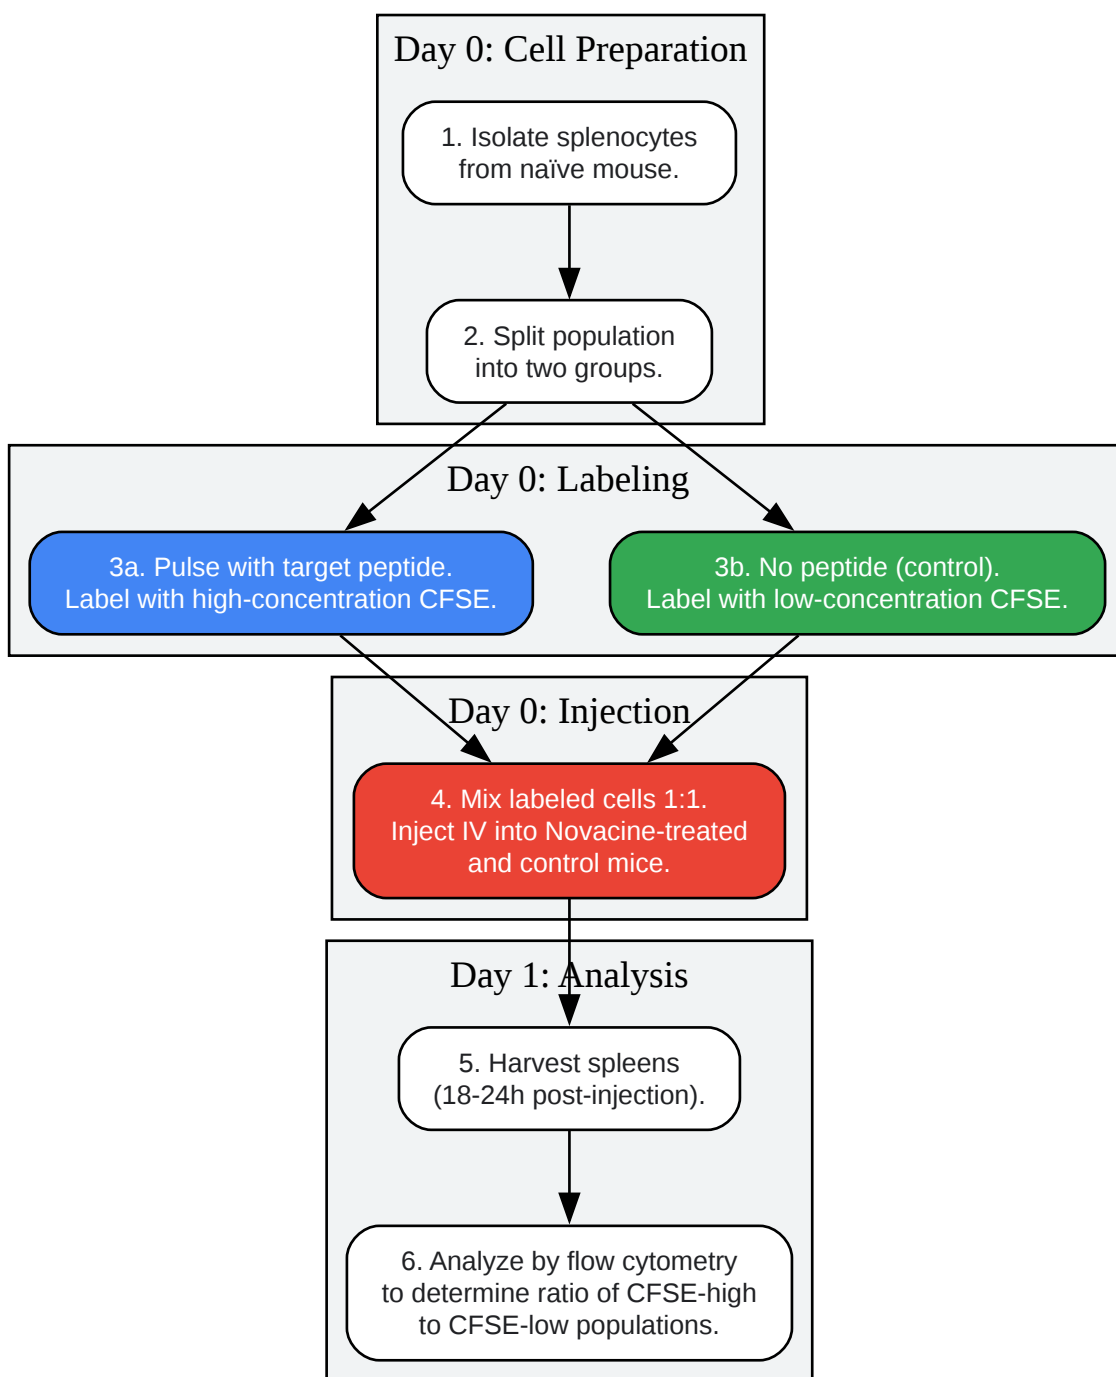 Day 0: Cell Preparation
1. Isolate splenocytes
from naïve mouse.
2. Split population
into two groups.
Day 0: Labeling
3a. Pulse with target peptide.
Label with high-concentration CFSE.
3b. No peptide (control).
Label with low-concentration CFSE.
Day 0: Injection
4. Mix labeled cells 1:1.
Inject IV into Novacine-treated
and control mice.
Day 1: Analysis
5. Harvest spleens
(18-24h post-injection).
6. Analyze by flow cytometry
to determine ratio of CFSE-high
to CFSE-low populations.